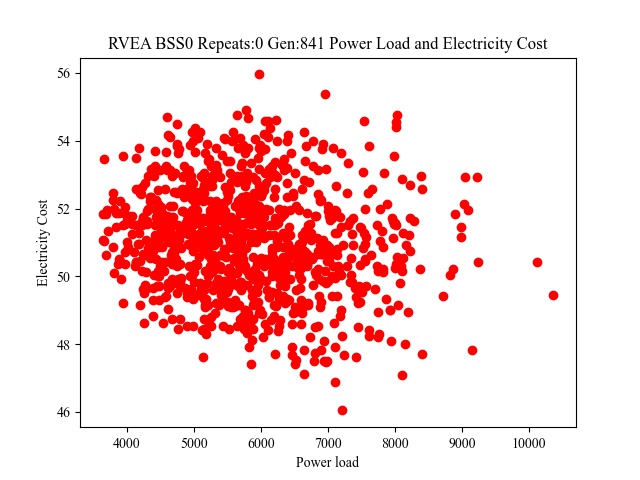 RVEA BSS0 Repeats:0 Gen:841 Power Load and Electricity Cost
56
54
52
50
48
46
Electricity Cost
4000 5000 6000 7000 8000 9000 10000
Power load